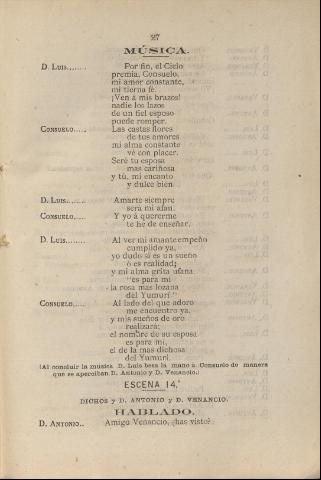 27
MÚSICA.
D. LUIS....... Por fin, el Cielo
premia, Consuelo,
mi amor constante,
mi tierna fé.
¡Ven á mis brazos!
nadie los lazos
de un fiel esposo
puede romper.
CONSUELO..... Las castas flores
de tus amores
mi alma constante
vé con placer.
Seré tu esposa
mas cariñosa
y tú, mi encanto
y dulce bien
D. LUIS....... Amarte siempre
será mi afan.
CONSUELO..... Y yo á quererme
te he de enseñar.
D. LUIS....... Al ver mi amante empeño
cumplido ya,
yo dudo si es un sueño
ó es realidad;
y mi alma grita ufana
"es para mí
la rosa mas lozana
del Yumurí."
CONSUELO..... Al lado del que adoro
me encuentro ya,
y mis sueños de oro
realizará;
el nombre de su esposa
es para mí,
el de la mas dichosa
del Yumurí.
(Al concluir la música D. Luis besa la mano á Consuelo de manera
que se aperciban D. Antonio y D. Venancio.)
ESCENA 14.ª
DICHOS y D. ANTONIO y D. VENANCIO.
HABLADO.
D. ANTONIO.. Amigo Venancio, ¿has visto?